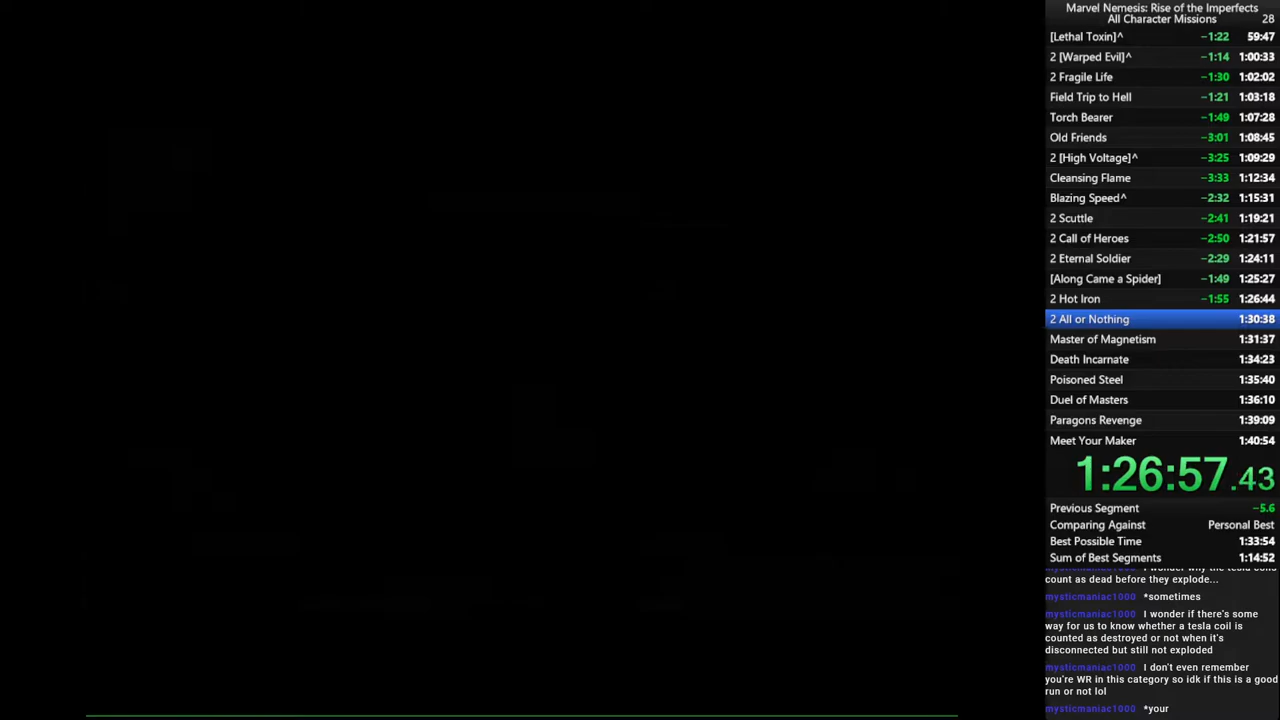 Marvel Nemesis: Rise of the Imperfects
All Character Missions 28
[Lethal Toxin]^ −1:22 59:47
2 [Warped Evil]^ −1:14 1:00:33
2 Fragile Life −1:30 1:02:02
Field Trip to Hell −1:21 1:03:18
Torch Bearer −1:49 1:07:28
Old Friends −3:01 1:08:45
2 [High Voltage]^ −3:25 1:09:29
Cleansing Flame −3:33 1:12:34
Blazing Speed^ −2:32 1:15:31
2 Scuttle −2:41 1:19:21
2 Call of Heroes −2:50 1:21:57
2 Eternal Soldier −2:29 1:24:11
[Along Came a Spider] −1:49 1:25:27
2 Hot Iron −1:55 1:26:44
2 All or Nothing 1:30:38
Master of Magnetism 1:31:37
Death Incarnate 1:34:23
Poisoned Steel 1:35:40
Duel of Masters 1:36:10
Paragons Revenge 1:39:09
Meet Your Maker 1:40:54
1:26:57.43
Previous Segment −5.6
Comparing Against Personal Best
Best Possible Time 1:33:54
Sum of Best Segments 1:14:52
mysticmaniac1000 I wonder why the tesla coils
count as dead before they explode...
mysticmaniac1000 *sometimes
mysticmaniac1000 I wonder if there's some
way for us to know whether a tesla coil is
counted as destroyed or not when it's
disconnected but still not exploded
mysticmaniac1000 I don't even remember
you're WR in this category so idk if this is a good
run or not lol
mysticmaniac1000 *your